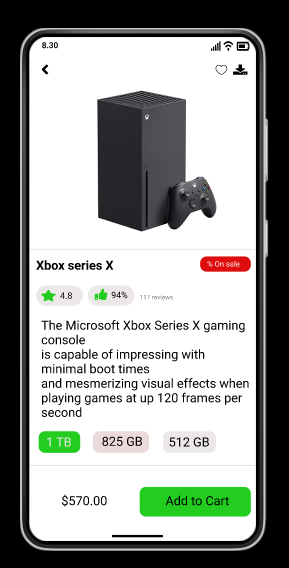 8.30
Xbox series X
% On sale
4.8
94%
117 reviews
The Microsoft Xbox Series X gaming
console
is capable of impressing with
minimal boot times
and mesmerizing visual effects when
playing games at up 120 frames per
second
1 TB
825 GB
512 GB
$570.00
Add to Cart